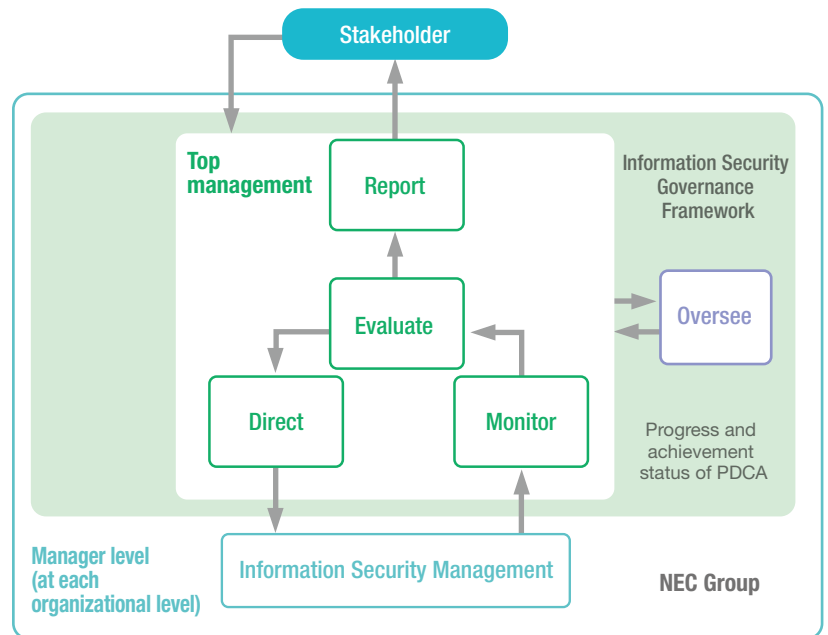 Stakeholder
Top
management
Report
Information Security
Governance
Framework
Evaluate
Oversee
Direct
Monitor
Progress and
achievement
status of PDCA
Manager level
(at each
organizational level)
Information Security Management
NEC Group